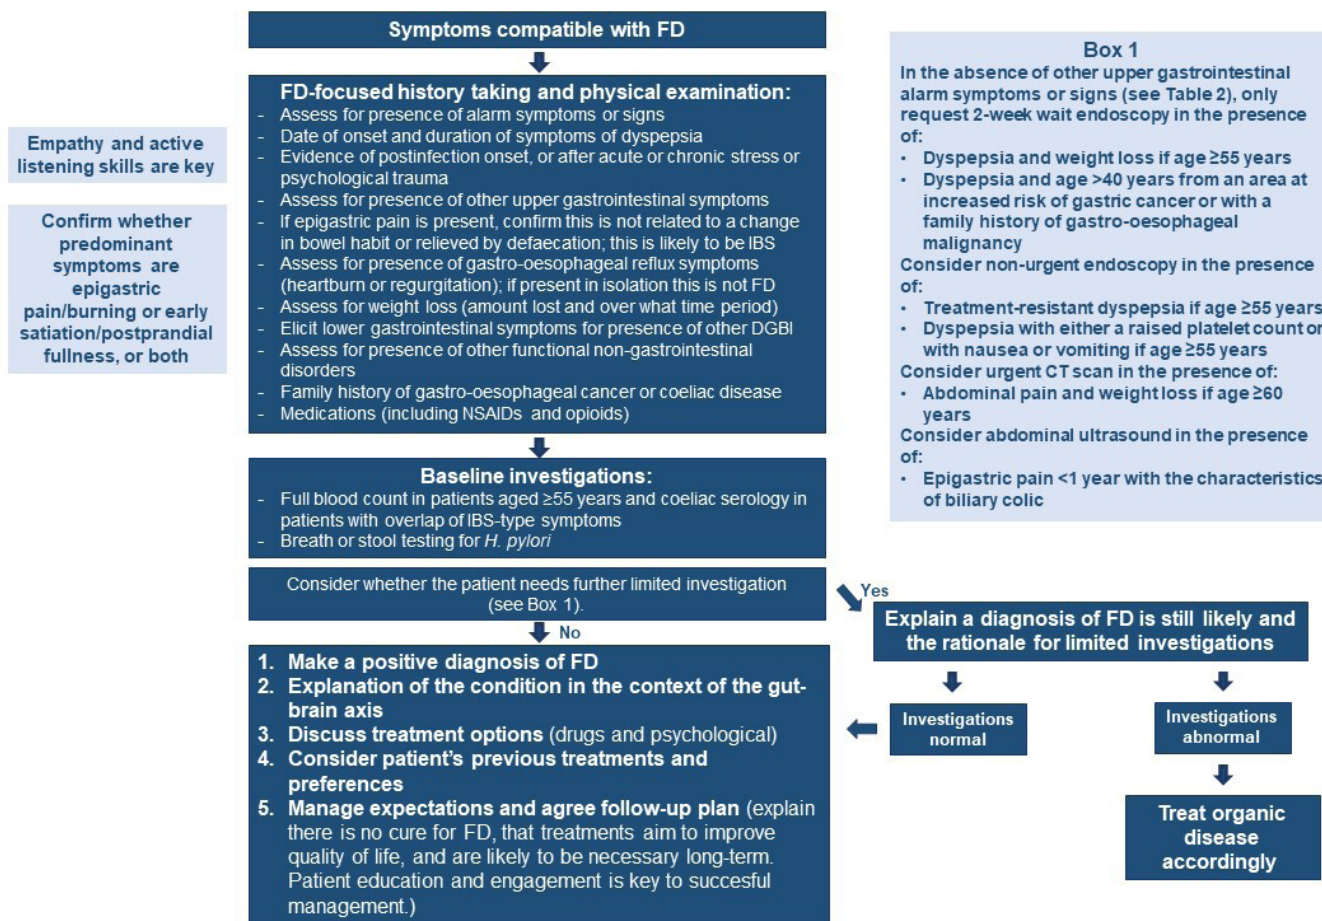 Symptoms compatible with FD
FD-focused history taking and physical examination:
- Assess for presence of alarm symptoms or signs
- Date of onset and duration of symptoms of dyspepsia
- Evidence of postinfection onset, or after acute or chronic stress or
psychological trauma
- Assess for presence of other upper gastrointestinal symptoms
- If epigastric pain is present, confirm this is not related to a change
in bowel habit or relieved by defaecation; this is likely to be IBS
- Assess for presence of gastro-oesophageal reflux symptoms
(heartburn or regurgitation); if present in isolation this is not FD
- Assess for weight loss (amount lost and over what time period)
- Elicit lower gastrointestinal symptoms for presence of other DGBI
- Assess for presence of other functional non-gastrointestinal
disorders
- Family history of gastro-oesophageal cancer or coeliac disease
- Medications (including NSAIDs and opioids)
Empathy and active
listening skills are key
Confirm whether
predominant
symptoms are
epigastric
pain/burning or early
satiation/postprandial
fullness, or both
Box 1
In the absence of other upper gastrointestinal
alarm symptoms or signs (see Table 2), only
request 2-week wait endoscopy in the presence
of:
• Dyspepsia and weight loss if age ≥55 years
• Dyspepsia and age >40 years from an area at
increased risk of gastric cancer or with a
family history of gastro-oesophageal
malignancy
Consider non-urgent endoscopy in the presence
of:
• Treatment-resistant dyspepsia if age ≥55 years
• Dyspepsia with either a raised platelet count or
with nausea or vomiting if age ≥55 years
Consider urgent CT scan in the presence of:
• Abdominal pain and weight loss if age ≥60
years
Consider abdominal ultrasound in the presence
of:
• Epigastric pain <1 year with the characteristics
of biliary colic
Baseline investigations:
- Full blood count in patients aged ≥55 years and coeliac serology in
patients with overlap of IBS-type symptoms
- Breath or stool testing for H. pylori
Consider whether the patient needs further limited investigation
(see Box 1).
Yes
No
Explain a diagnosis of FD is still likely and
the rationale for limited investigations
Investigations
normal
Investigations
abnormal
Treat organic
disease
accordingly
1. Make a positive diagnosis of FD
2. Explanation of the condition in the context of the gut-
brain axis
3. Discuss treatment options (drugs and psychological)
4. Consider patient's previous treatments and
preferences
5. Manage expectations and agree follow-up plan (explain
there is no cure for FD, that treatments aim to improve
quality of life, and are likely to be necessary long-term.
Patient education and engagement is key to succesful
management.)